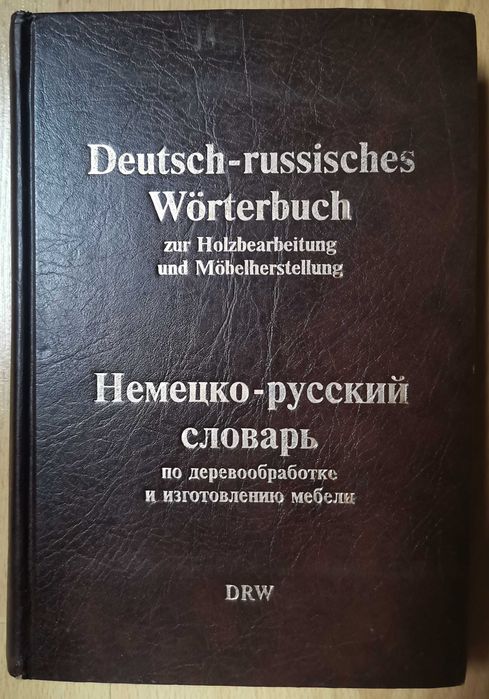 Deutsch-russisches
Wörterbuch
zur Holzbearbeitung
und Möbelherstellung
Немецко-русский
словарь
по деревообработке
и изготовлению мебели
DRW